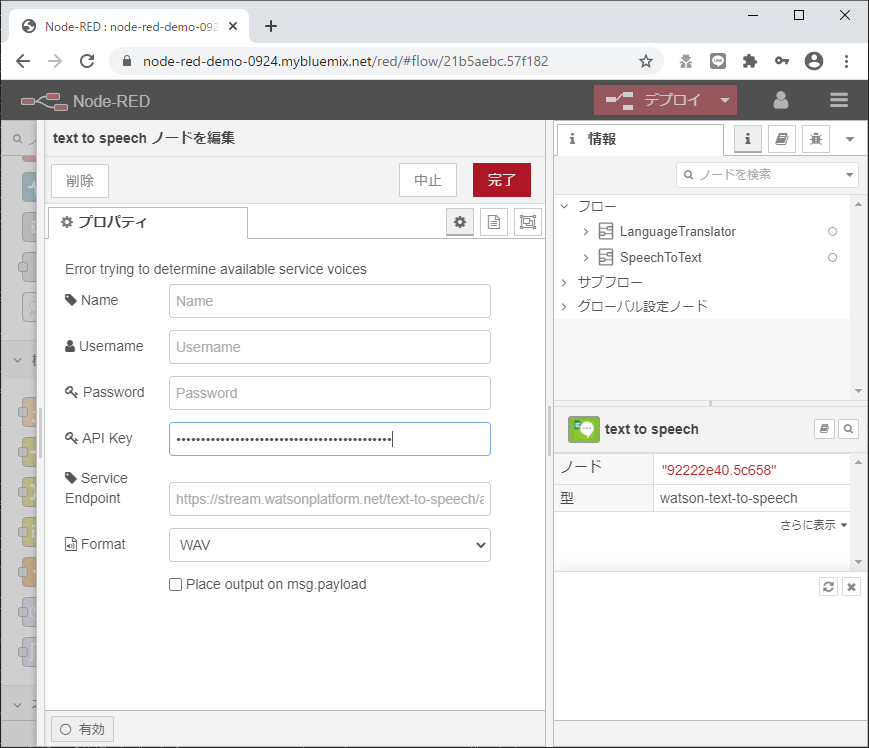 Node-RED : node-red-demo-092
node-red-demo-0924.mybluemix.net/red/#flow/21b5aebc.57f182
Node-RED
デプロイ
text to speech ノードを編集
削除
中止
完了
プロパティ
Error trying to determine available service voices
Name
Name
Username
Username
Password
Password
API Key
Service
Endpoint
https://stream.watsonplatform.net/text-to-speech/a
Format
WAV
Place output on msg.payload
有効
i 情報
i
ノードを検索
フロー
LanguageTranslator
SpeechToText
サブフロー
グローバル設定ノード
text to speech
ノード
"92222e40.5c658"
型
watson-text-to-speech
さらに表示